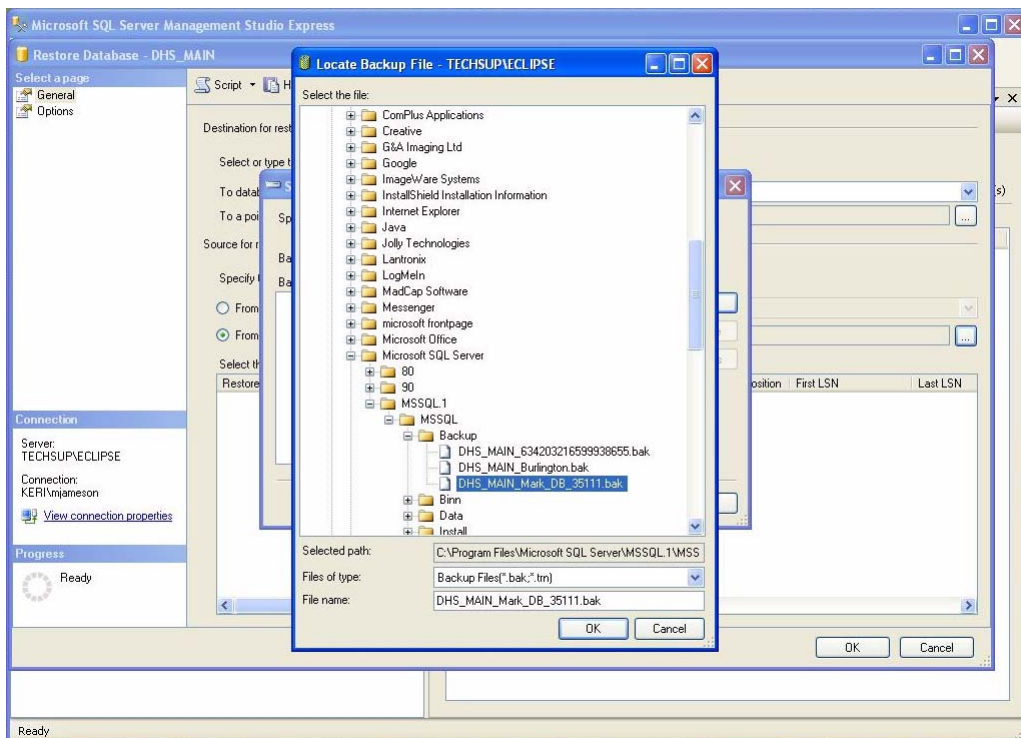 Microsoft SQL Server Management Studio Express
Restore Database - DHS_MAIN
Select a page
General
Options
Script
H
Destination for rest
Select or type t
To datab
To a poi
Source for r
Specify
From
From
Select th
Restore
osition
First LSN
Last LSN
S
Sp
Ba
Ba
s)
Locate Backup File - TECHSUP\ECLIPSE
Select the file:
ComPlus Applications
Creative
G&A Imaging Ltd
Google
ImageWare Systems
InstallShield Installation Information
Internet Explorer
Java
Jolly Technologies
Lantronix
LogMeIn
MadCap Software
Messenger
microsoft frontpage
Microsoft Office
Microsoft SQL Server
80
90
MSSQL.1
MSSQL
Backup
DHS_MAIN_634203216599938655.bak
DHS_MAIN_Burlington.bak
DHS_MAIN_Mark_DB_35111.bak
Binn
Data
Install
Selected path: C:\Program Files\Microsoft SQL Server\MSSQL.1\MSS
Files of type: Backup Files(*.bak;*.trn)
File name: DHS_MAIN_Mark_DB_35111.bak
OK Cancel
Connection
Server:
TECHSUP\ECLIPSE
Connection:
KERI\mjameson
View connection properties
Progress
Ready
OK Cancel
Ready